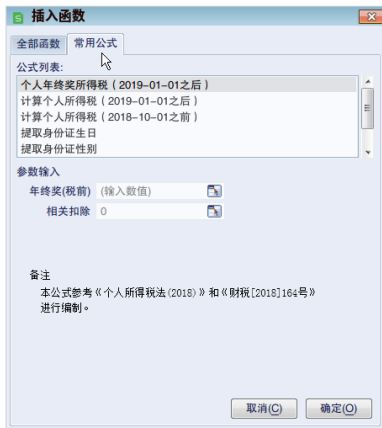 插入函数
全部函数 常用公式
公式列表:
个人年终奖所得税（2019-01-01之后）
计算个人所得税（2019-01-01之后）
计算个人所得税（2018-10-01之前）
提取身份证生日
提取身份证性别
参数输入
年终奖(税前) (输入数值)
相关扣除 0
备注
本公式参考《个人所得税法(2018)》和《财税[2018]164号》
进行编制。
取消(C) 确定(O)